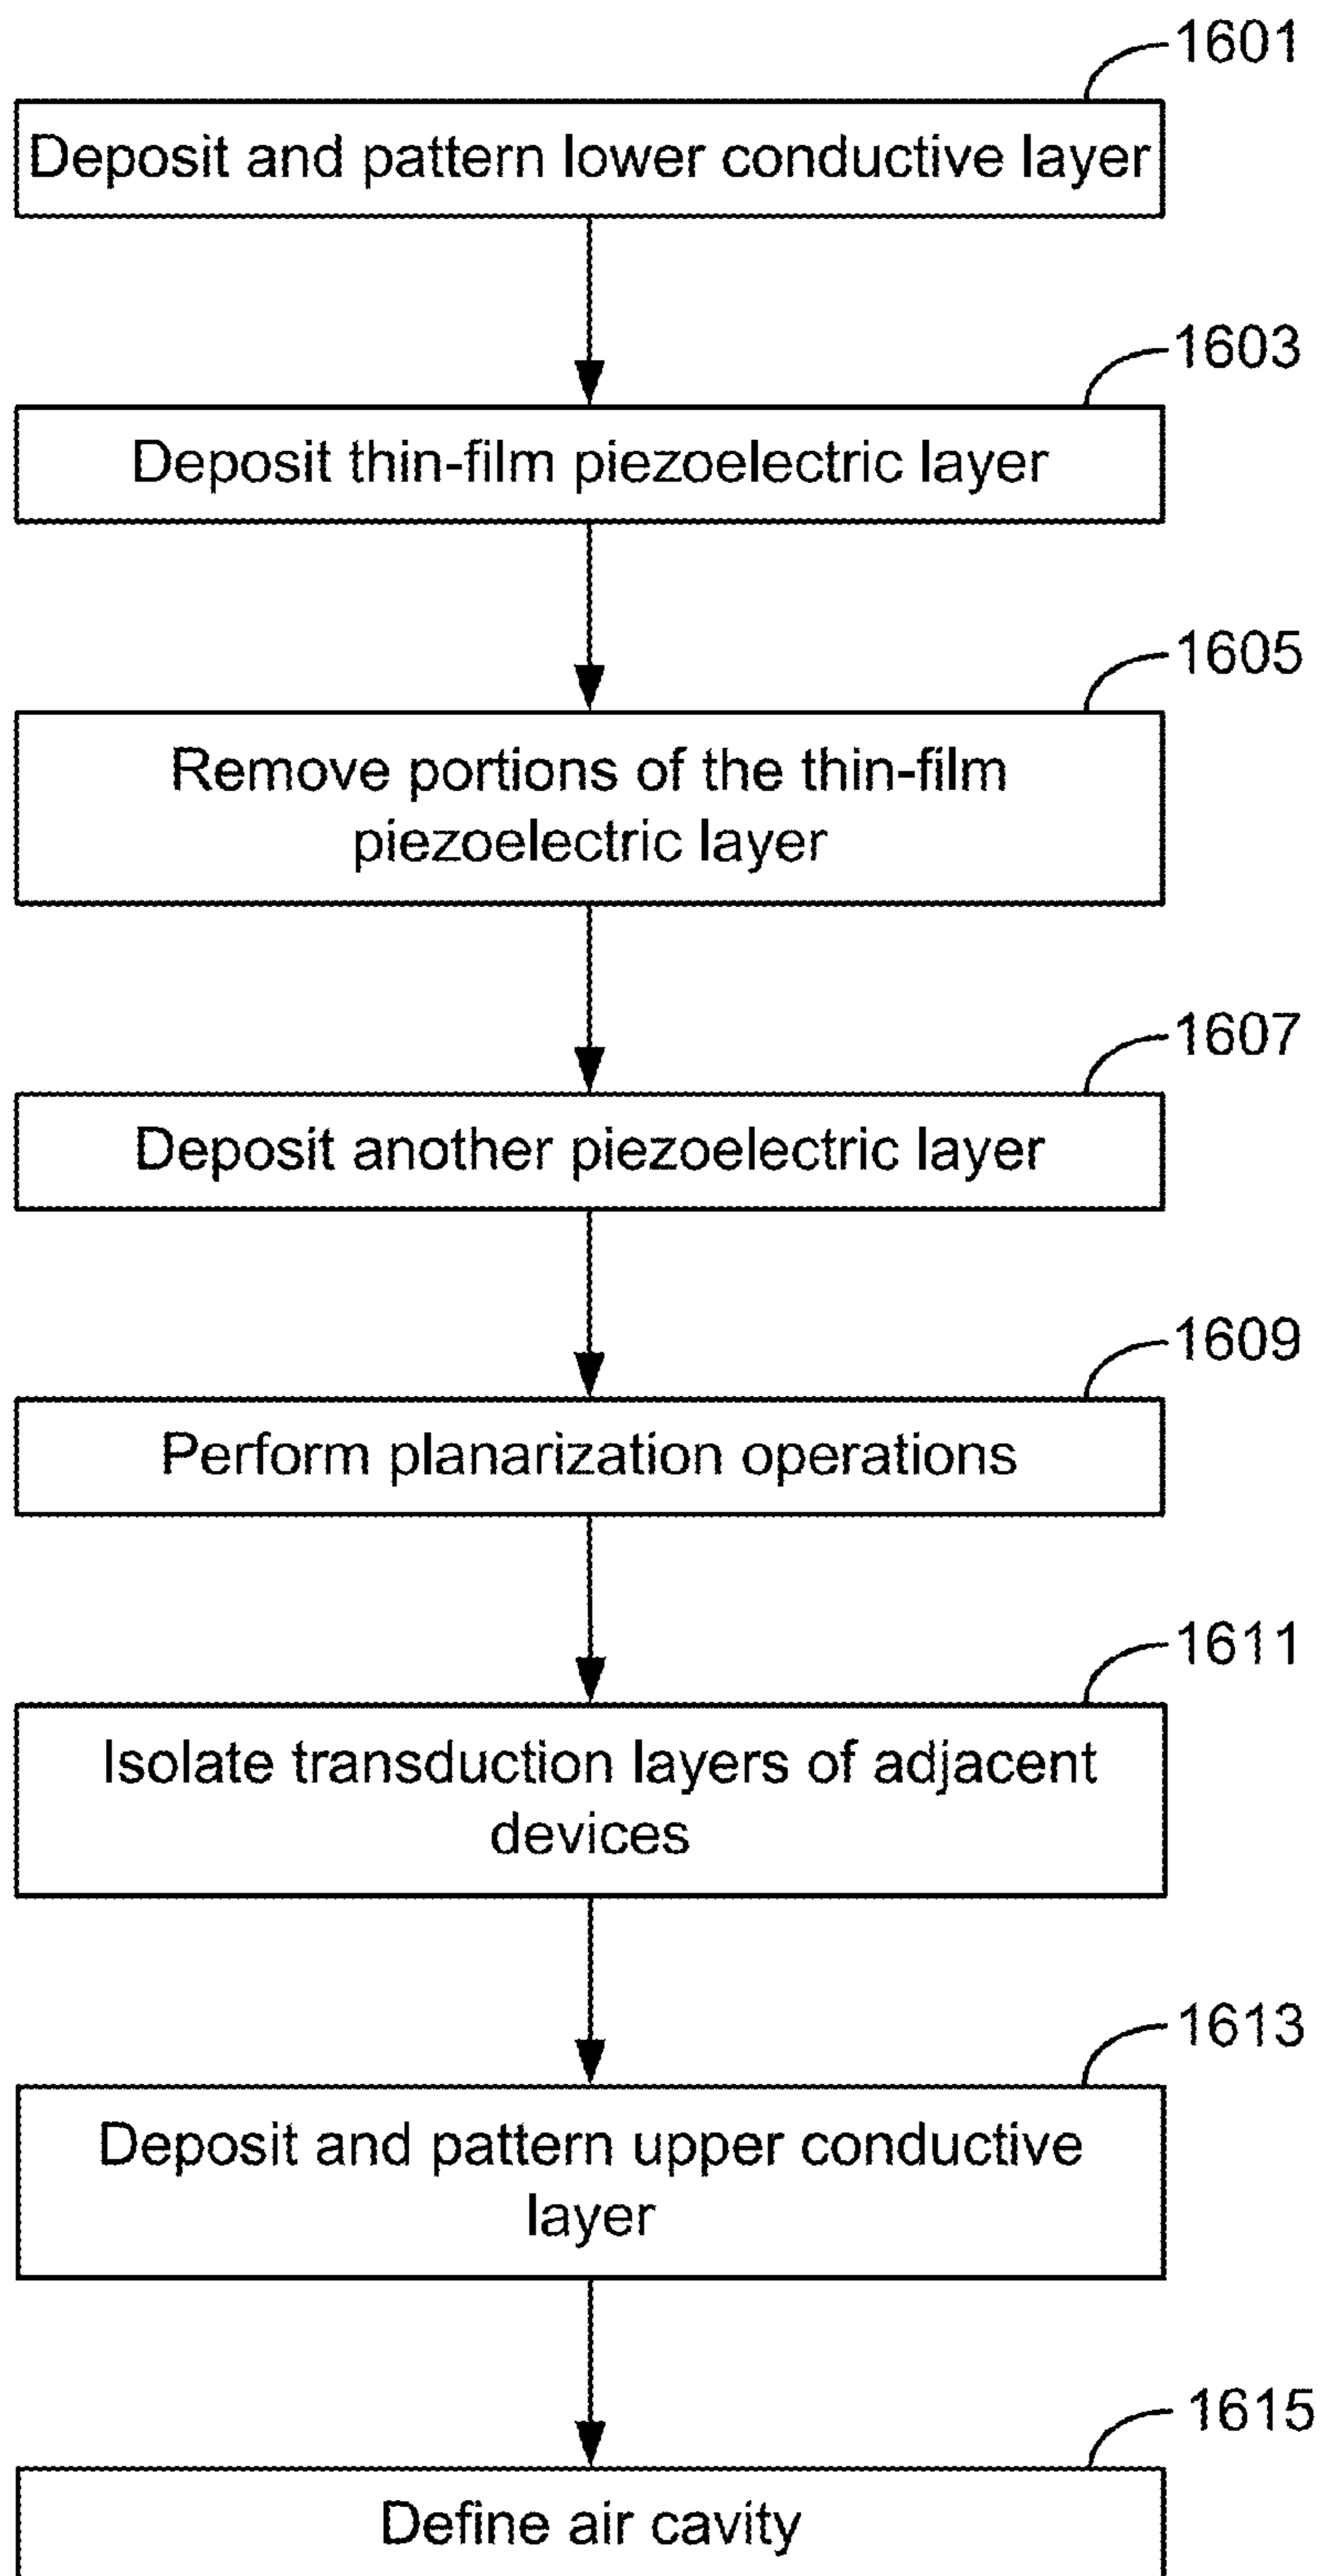 1601
Deposit and pattern lower conductive layer
1603
Deposit thin-film piezoelectric layer
1605
Remove portions of the thin-film
piezoelectric layer
1607
Deposit another piezoelectric layer
1609
Perform planarization operations
1611
Isolate transduction layers of adjacent
devices
1613
Deposit and pattern upper conductive
layer
1615
Define air cavity